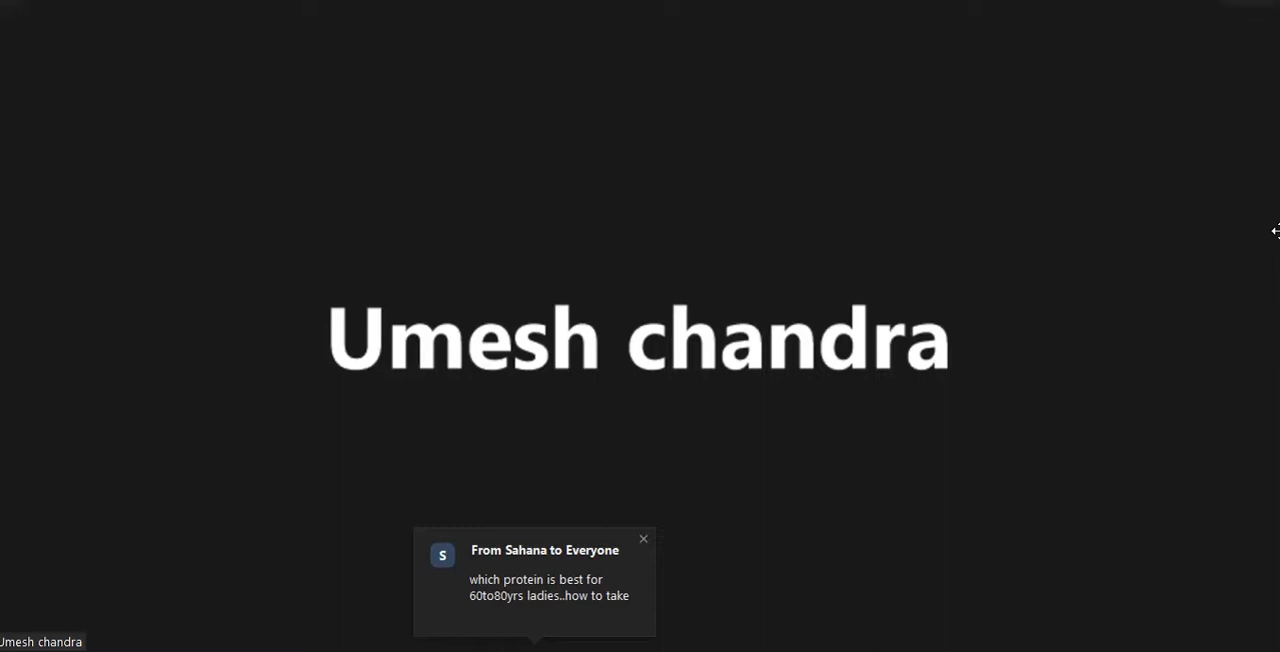 Umesh chandra
S
From Sahana to Everyone
which protein is best for
60to80yrs ladies..how to take
Umesh chandra